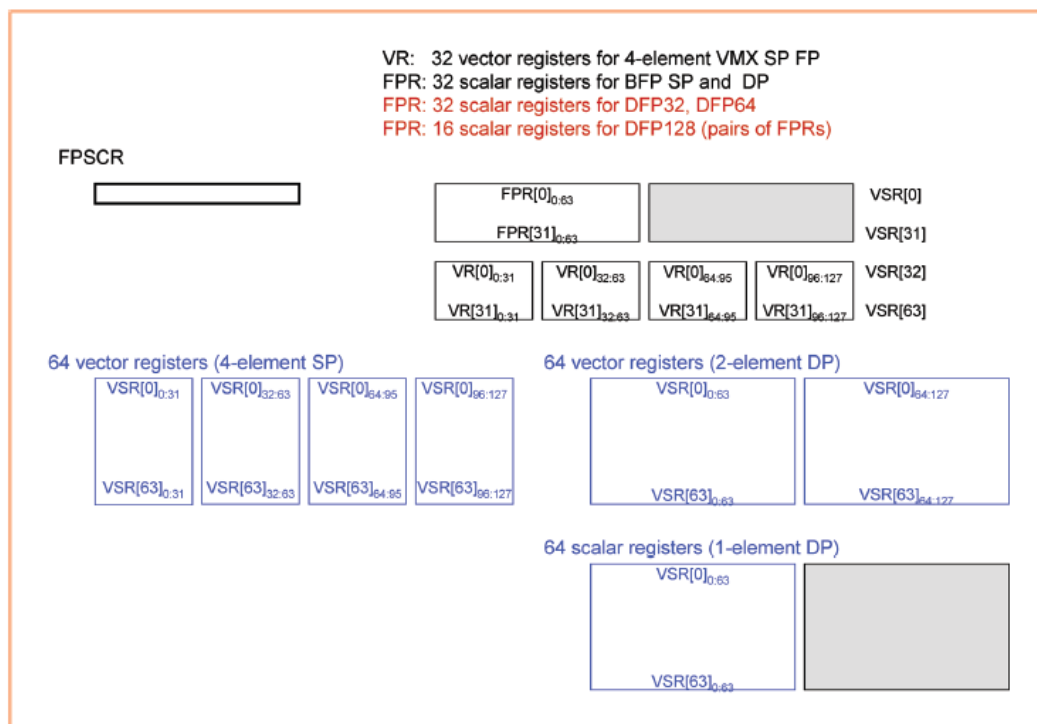 VR: 32 vector registers for 4-element VMX SP FP
FPR: 32 scalar registers for BFP SP and DP
FPR: 32 scalar registers for DFP32, DFP64
FPR: 16 scalar registers for DFP128 (pairs of FPRs)
FPSCR
FPR[0]0:63 VSR[0]
FPR[31]0:63 VSR[31]
VR[0]0:31 VR[0]32:63 VR[0]64:95 VR[0]96:127 VSR[32]
VR[31]0:31 VR[31]32:63 VR[31]64:95 VR[31]96:127 VSR[63]
64 vector registers (4-element SP)
VSR[0]0:31 VSR[0]32:63 VSR[0]64:95 VSR[0]96:127
VSR[63]0:31 VSR[63]32:63 VSR[63]64:95 VSR[63]96:127
64 vector registers (2-element DP)
VSR[0]0:63 VSR[0]64:127
VSR[63]0:63 VSR[63]64:127
64 scalar registers (1-element DP)
VSR[0]0:63
VSR[63]0:63